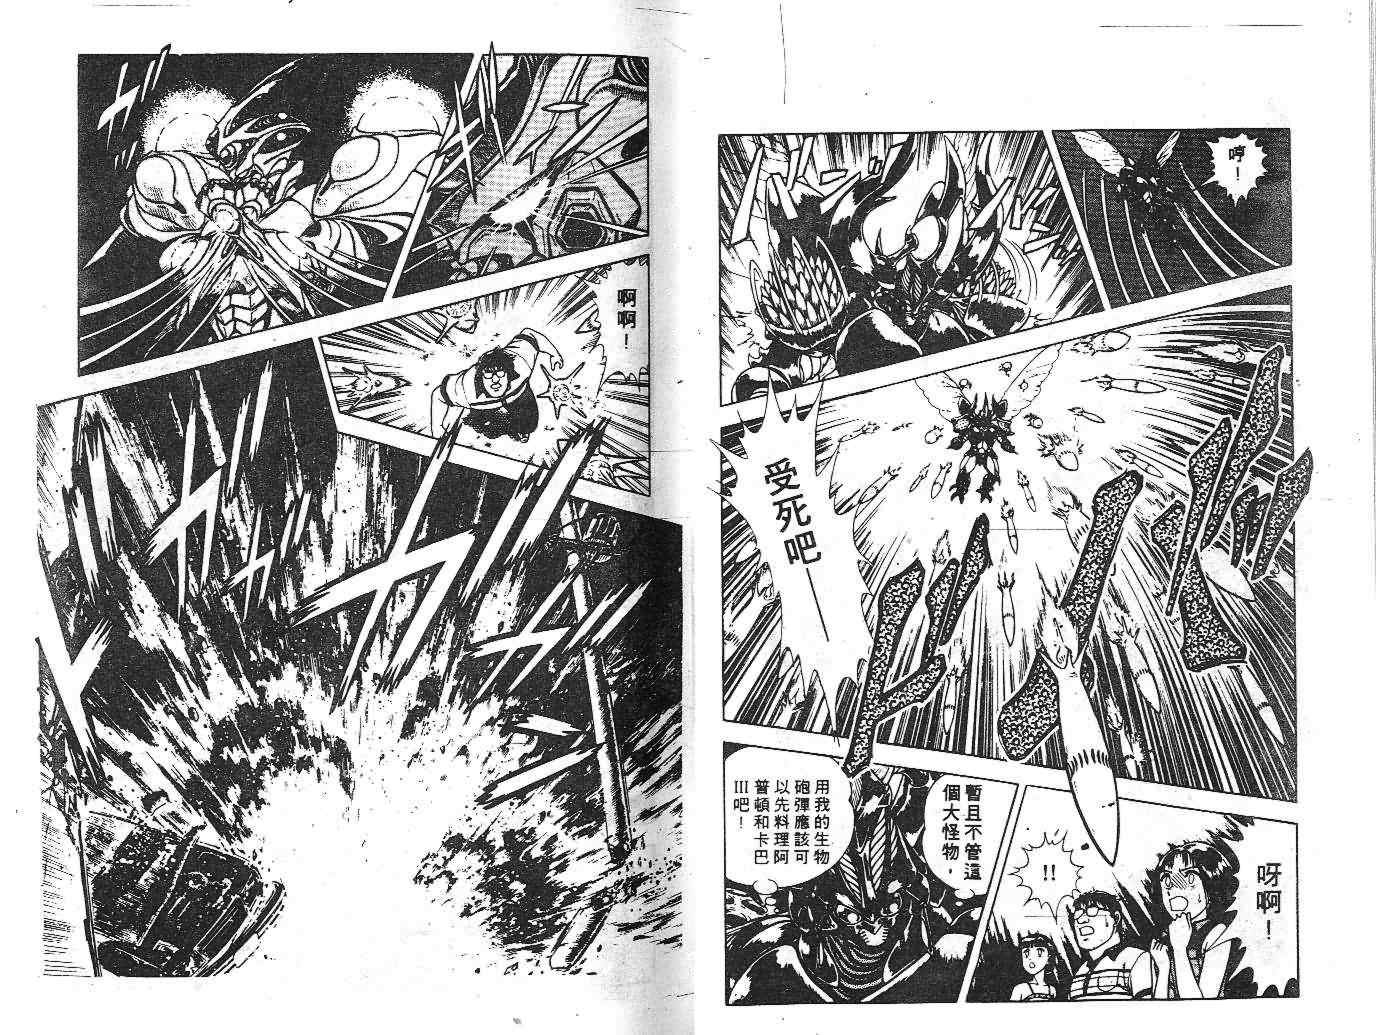 哼！
受死吧——
暫且不管這
個大怪物，
用我的生物
砲彈應該可
以先料理阿
普頓和卡巴
III吧！
!!
呀啊！
啊啊！